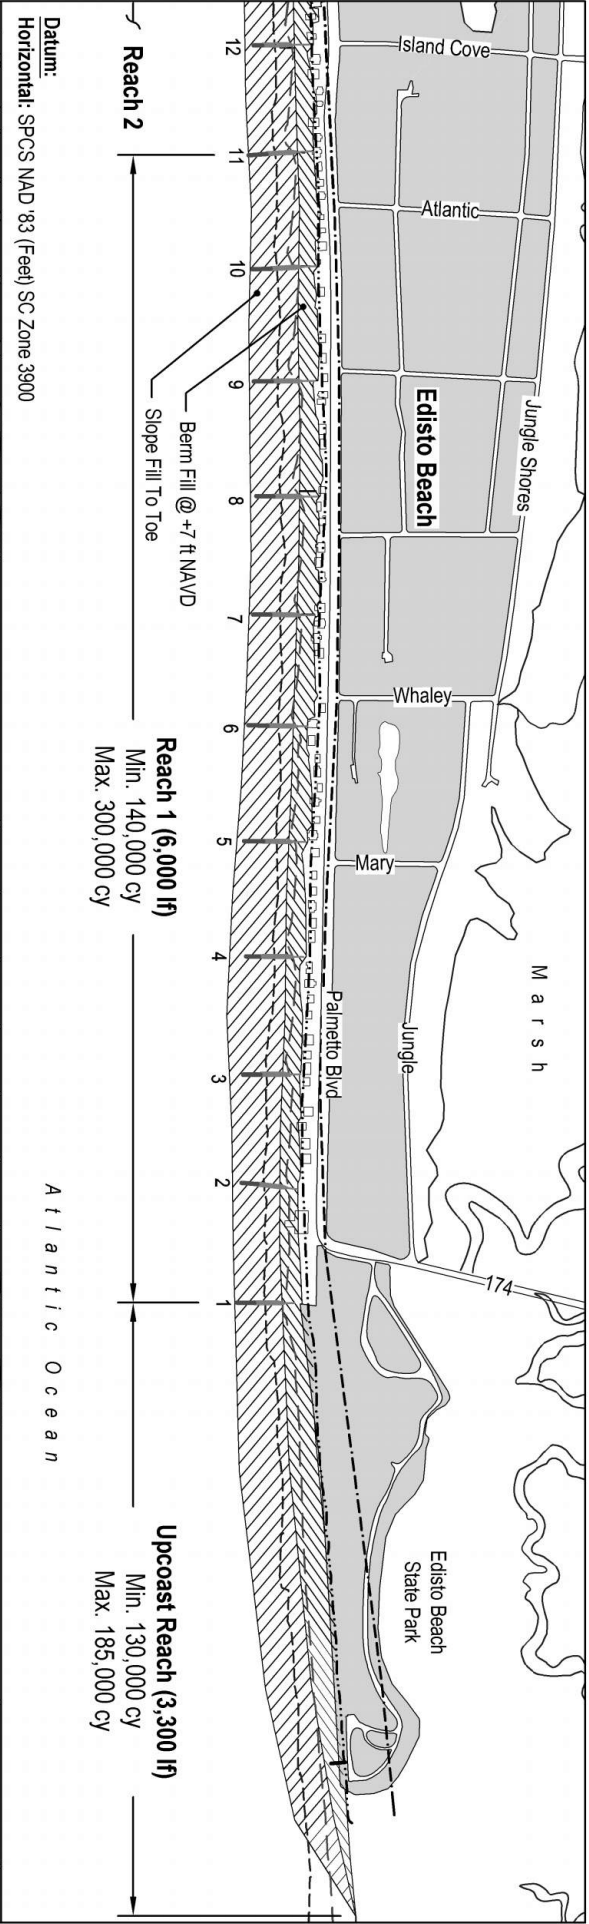 Island Cove
Atlantic
Jungle Shores
Edisto Beach
Whaley
Mary
Marsh
Palmetto Blvd
Jungle
174
Edisto Beach
State Park
12
11
10
9
8
7
6
5
4
3
2
1
Berm Fill @ +7 ft NAVD
Slope Fill To Toe
Reach 2
Reach 1 (6,000 lf)
Min. 140,000 cy
Max. 300,000 cy
Upcoast Reach (3,300 lf)
Min. 130,000 cy
Max. 185,000 cy
Atlantic Ocean
Datum:
Horizontal: SPCS NAD '83 (Feet) SC Zone 3900